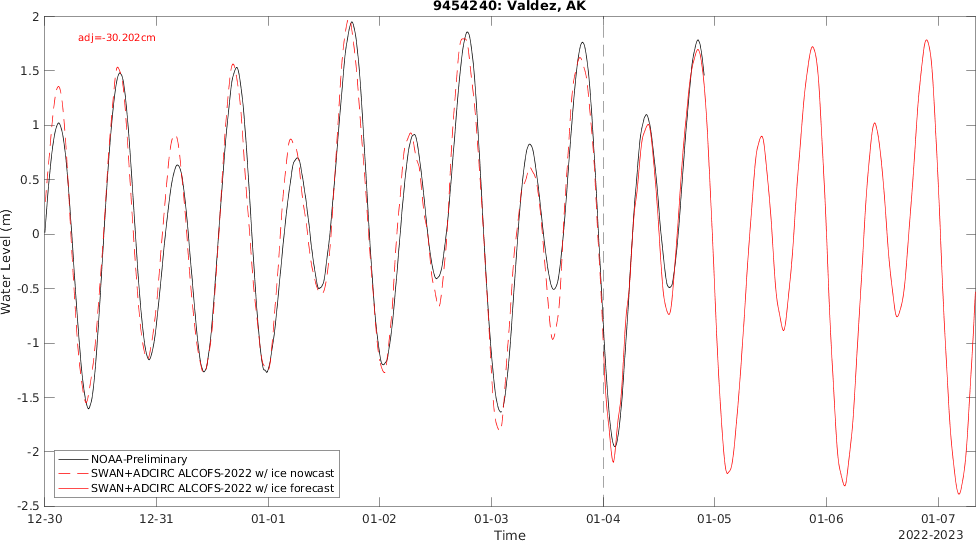 9454240: Valdez, AK
adj=-30.202cm
Water Level (m)
2
1.5
1
0.5
0
-0.5
-1
-1.5
-2
-2.5
NOAA-Preliminary
SWAN+ADCIRC ALCOFS-2022 w/ ice nowcast
SWAN+ADCIRC ALCOFS-2022 w/ ice forecast
12-30 12-31 01-01 01-02 01-03 01-04 01-05 01-06 01-07
Time
2022-2023